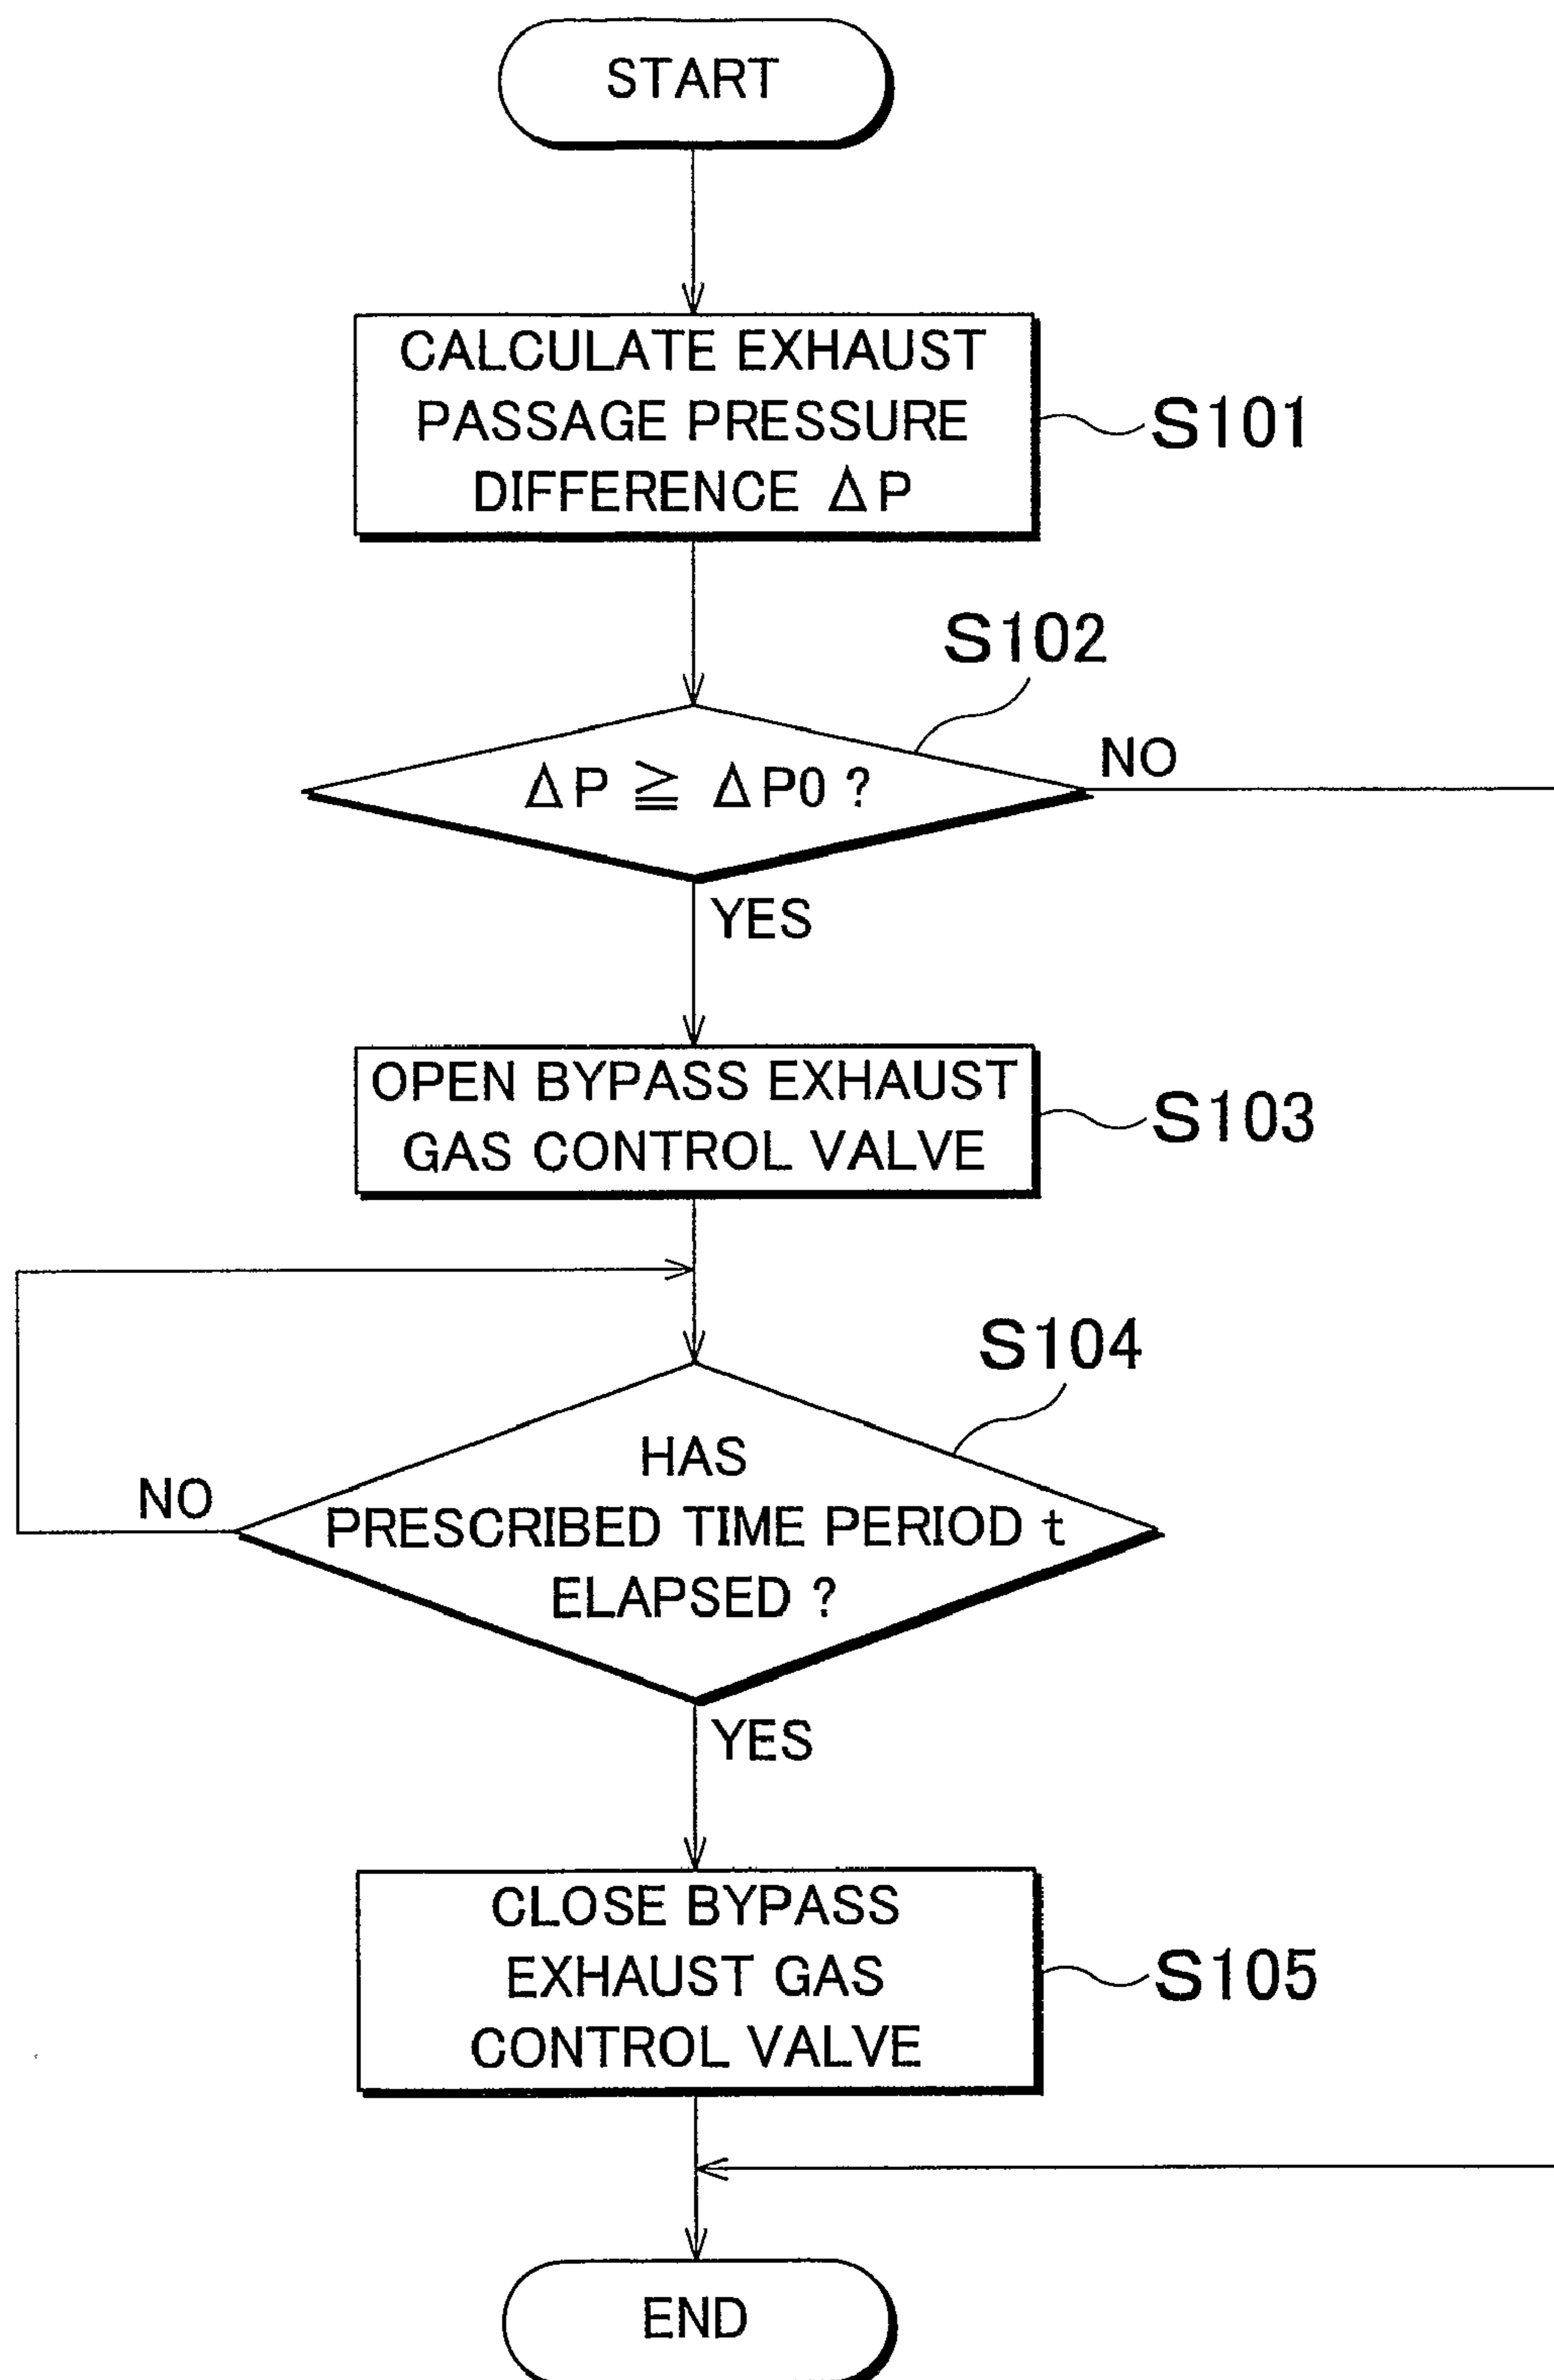 START
CALCULATE EXHAUST
PASSAGE PRESSURE
DIFFERENCE ΔP
S101
S102
ΔP ≧ ΔP0 ?
NO
YES
OPEN BYPASS EXHAUST
GAS CONTROL VALVE
S103
S104
HAS
PRESCRIBED TIME PERIOD t
ELAPSED ?
NO
YES
CLOSE BYPASS
EXHAUST GAS
CONTROL VALVE
S105
END